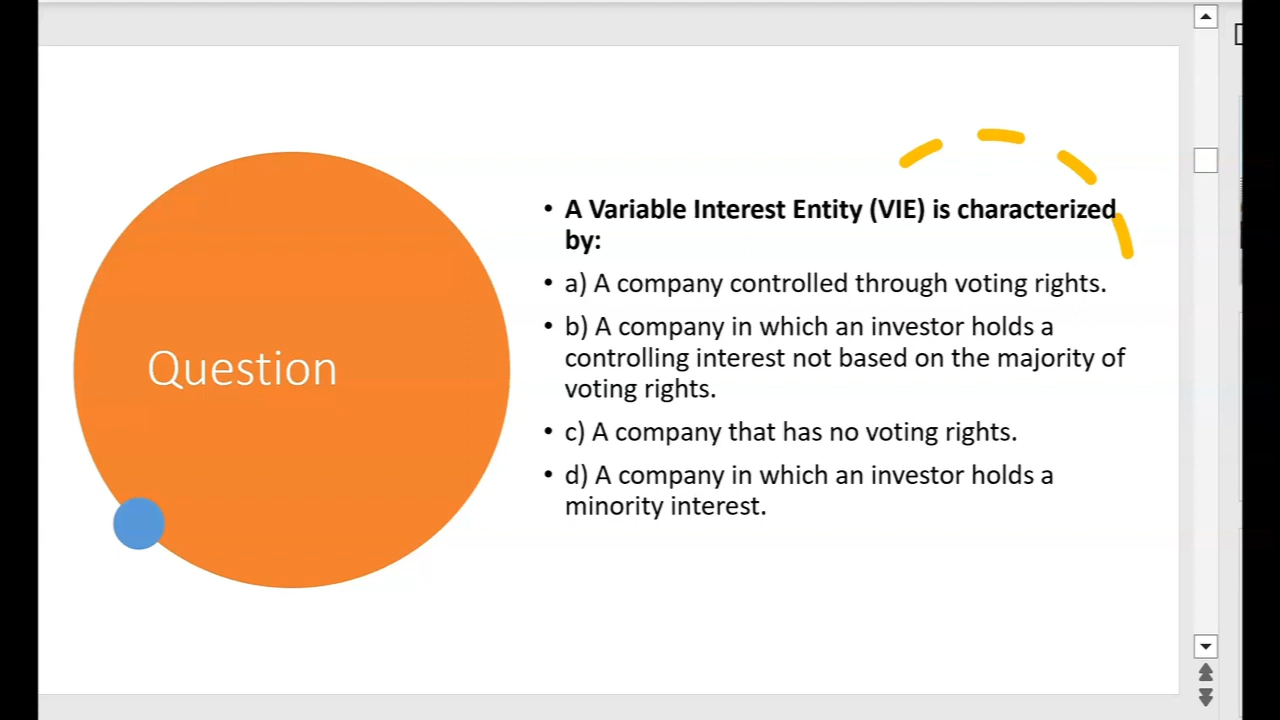 Question
• A Variable Interest Entity (VIE) is characterized
by:
• a) A company controlled through voting rights.
• b) A company in which an investor holds a
controlling interest not based on the majority of
voting rights.
• c) A company that has no voting rights.
• d) A company in which an investor holds a
minority interest.